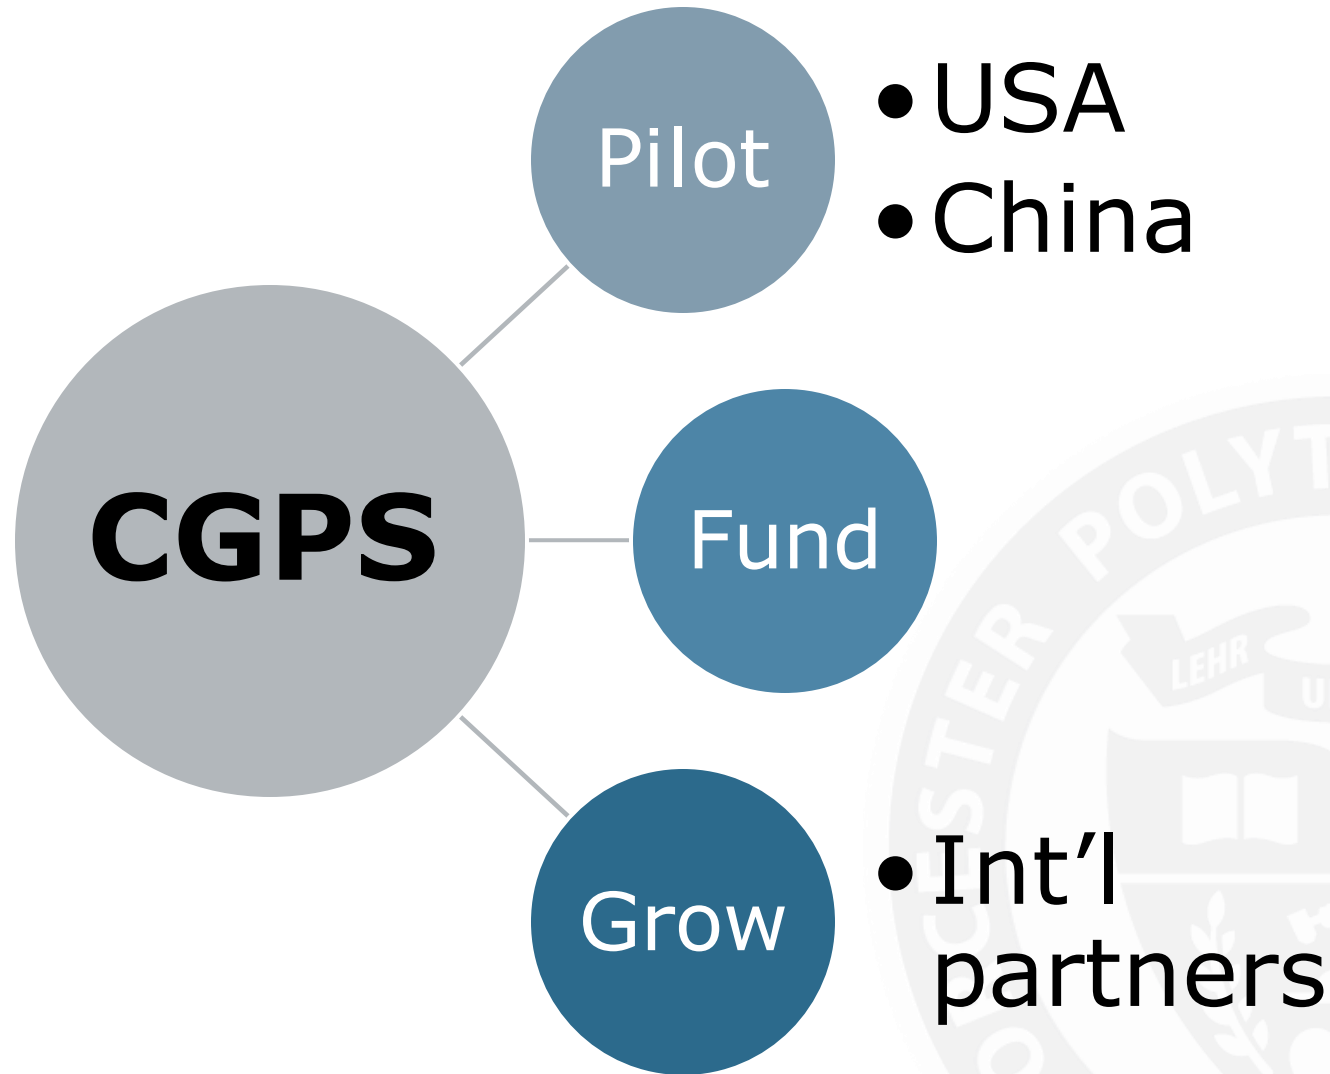 Pilot
• USA
• China
CGPS
Fund
Grow
• Int’l
partners
POLYT
LEHR
U